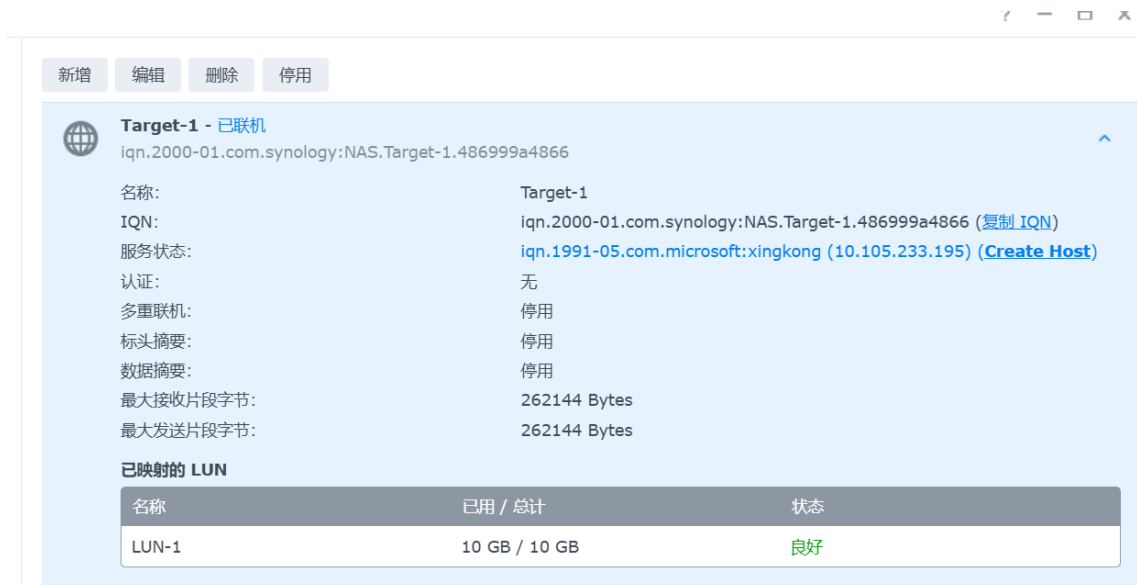 新增 编辑 删除 停用
Target-1 - 已联机
iqn.2000-01.com.synology:NAS.Target-1.486999a4866
名称: Target-1
IQN: iqn.2000-01.com.synology:NAS.Target-1.486999a4866 (复制 IQN)
服务状态: iqn.1991-05.com.microsoft:xingkong (10.105.233.195) (Create Host)
认证: 无
多重联机: 停用
标头摘要: 停用
数据摘要: 停用
最大接收片段字节: 262144 Bytes
最大发送片段字节: 262144 Bytes
已映射的 LUN
名称 已用 / 总计 状态
LUN-1 10 GB / 10 GB 良好